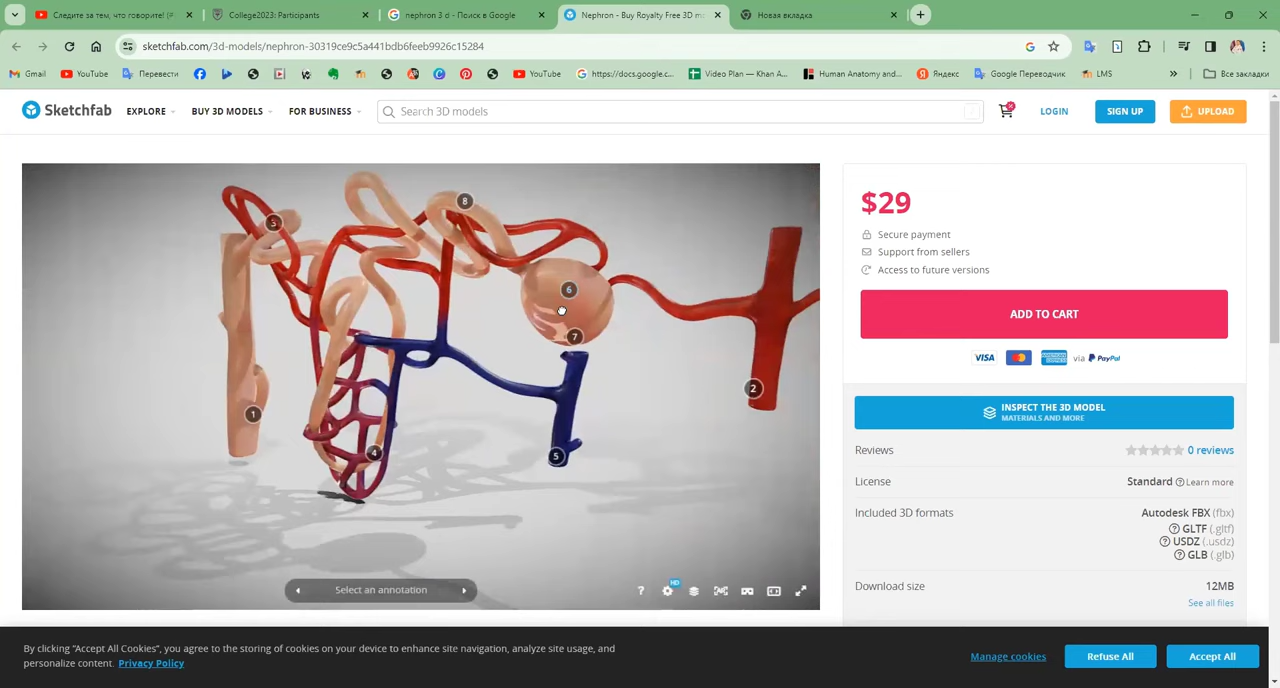 Следите за тем, что говорите! (Р
College2023: Participants
nephron 3 d - Поиск в Google
Nephron - Buy Royalty Free 3D m
Новая вкладка
sketchfab.com/3d-models/nephron-30319ce9c5a441bdb6feeb9926c15284
Gmail
YouTube
Перевести
YouTube
https://docs.google.c...
Video Plan — Khan A...
Human Anatomy and...
Яндекс
Google Переводчик
LMS
»
Все закладки
Sketchfab
EXPLORE
BUY 3D MODELS
FOR BUSINESS
Search 3D models
/
LOGIN
SIGN UP
UPLOAD
3
8
6
7
2
1
4
5
Select an annotation
?
HD
$29
Secure payment
Support from sellers
Access to future versions
ADD TO CART
VISA
AMERICAN EXPRESS
via PayPal
INSPECT THE 3D MODEL
MATERIALS AND MORE
Reviews
0 reviews
License
Standard ? Learn more
Included 3D formats
Autodesk FBX (fbx)
? GLTF (.gltf)
? USDZ (.usdz)
? GLB (.glb)
Download size
12MB
See all files
By clicking “Accept All Cookies”, you agree to the storing of cookies on your device to enhance site navigation, analyze site usage, and
personalize content. Privacy Policy
Manage cookies
Refuse All
Accept All